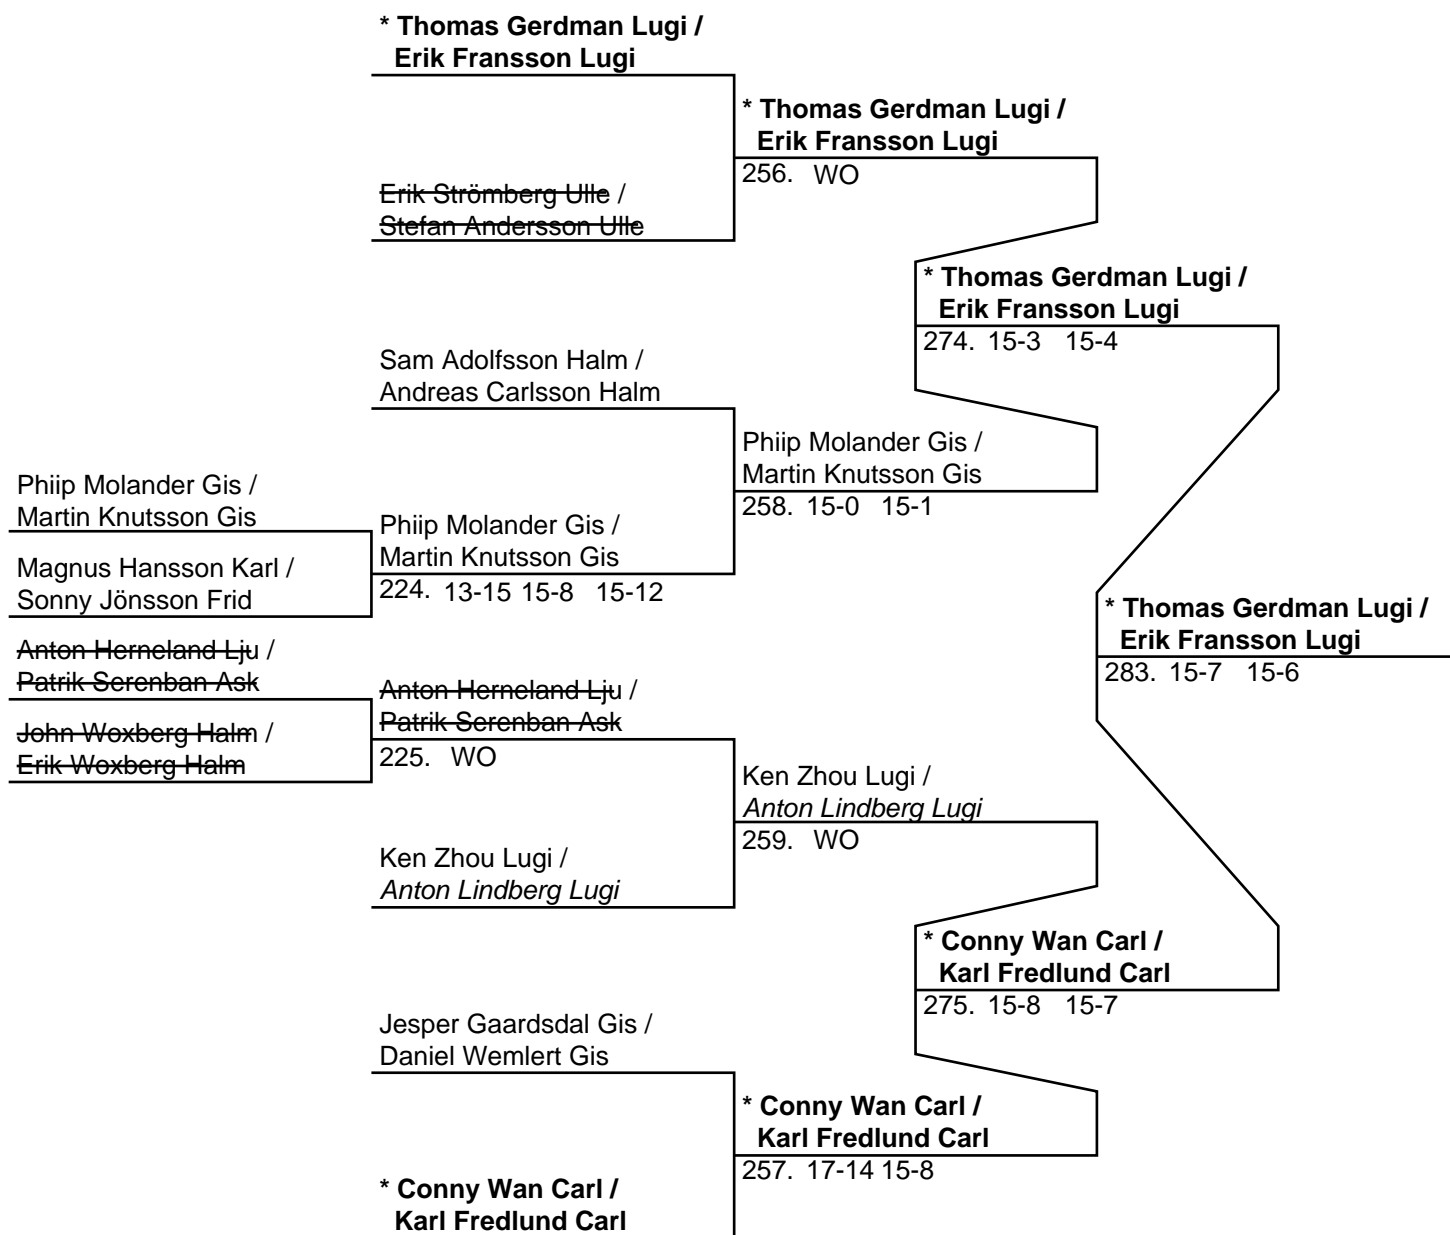 * Thomas Gerdman Lugi /
Erik Fransson Lugi
* Thomas Gerdman Lugi /
Erik Fransson Lugi
256. WO
Erik Strömberg Ulle /
Stefan Andersson Ulle
* Thomas Gerdman Lugi /
Erik Fransson Lugi
274. 15-3 15-4
Sam Adolfsson Halm /
Andreas Carlsson Halm
Phiip Molander Gis /
Martin Knutsson Gis
258. 15-0 15-1
Phiip Molander Gis /
Martin Knutsson Gis
Phiip Molander Gis /
Martin Knutsson Gis
224. 13-15 15-8 15-12
Magnus Hansson Karl /
Sonny Jönsson Frid
* Thomas Gerdman Lugi /
Erik Fransson Lugi
283. 15-7 15-6
Anton Herneland Lju /
Patrik Serenban Ask
Anton Herneland Lju /
Patrik Serenban Ask
225. WO
John Woxberg Halm /
Erik Woxberg Halm
Ken Zhou Lugi /
Anton Lindberg Lugi
259. WO
Ken Zhou Lugi /
Anton Lindberg Lugi
* Conny Wan Carl /
Karl Fredlund Carl
275. 15-8 15-7
Jesper Gaardsdal Gis /
Daniel Wemlert Gis
* Conny Wan Carl /
Karl Fredlund Carl
257. 17-14 15-8
* Conny Wan Carl /
Karl Fredlund Carl